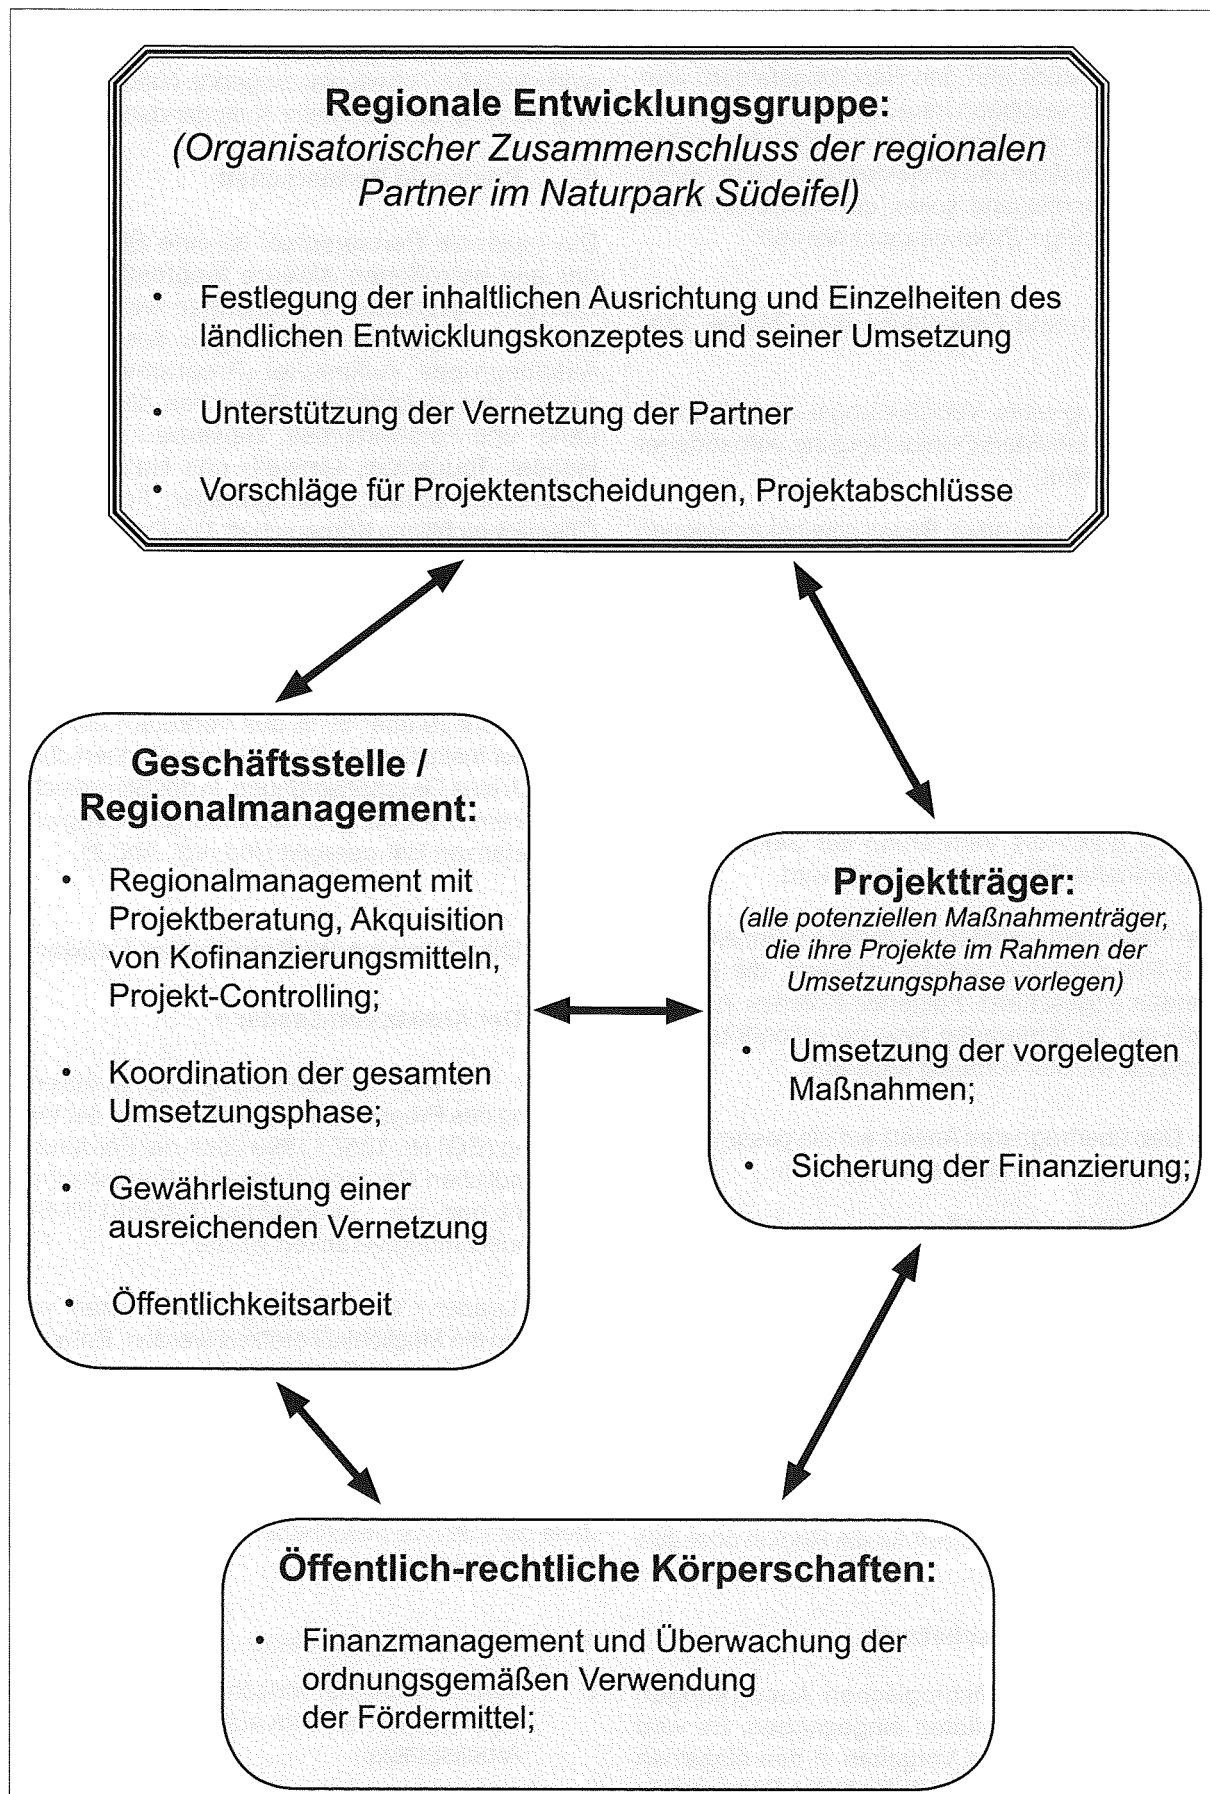 Regionale Entwicklungsgruppe:
(Organisatorischer Zusammenschluss der regionalen
Partner im Naturpark Südeifel)
• Festlegung der inhaltlichen Ausrichtung und Einzelheiten des
ländlichen Entwicklungskonzeptes und seiner Umsetzung
• Unterstützung der Vernetzung der Partner
• Vorschläge für Projektentscheidungen, Projektabschlüsse
Geschäftsstelle /
Regionalmanagement:
• Regionalmanagement mit
Projektberatung, Akquisition
von Kofinanzierungsmitteln,
Projekt-Controlling;
• Koordination der gesamten
Umsetzungsphase;
• Gewährleistung einer
ausreichenden Vernetzung
• Öffentlichkeitsarbeit
Projektträger:
(alle potenziellen Maßnahmenträger,
die ihre Projekte im Rahmen der
Umsetzungsphase vorlegen)
• Umsetzung der vorgelegten
Maßnahmen;
• Sicherung der Finanzierung;
Öffentlich-rechtliche Körperschaften:
• Finanzmanagement und Überwachung der
ordnungsgemäßen Verwendung
der Fördermittel;